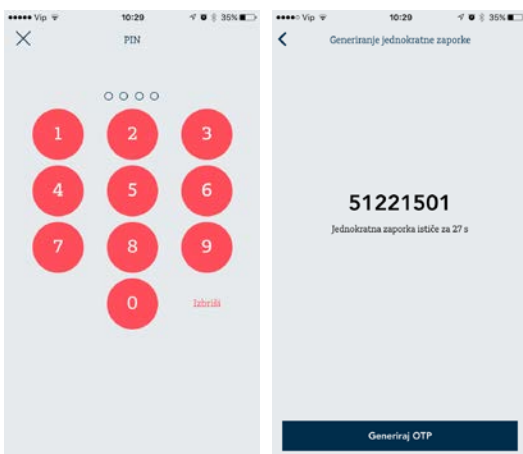 Vip 10:29 35%
PIN
1 2 3
4 5 6
7 8 9
0 Izbriši
Vip 10:29 35%
Generiranje jednokratne zaporke
51221501
Jednokratna zaporka ističe za 27 s
Generiraj OTP